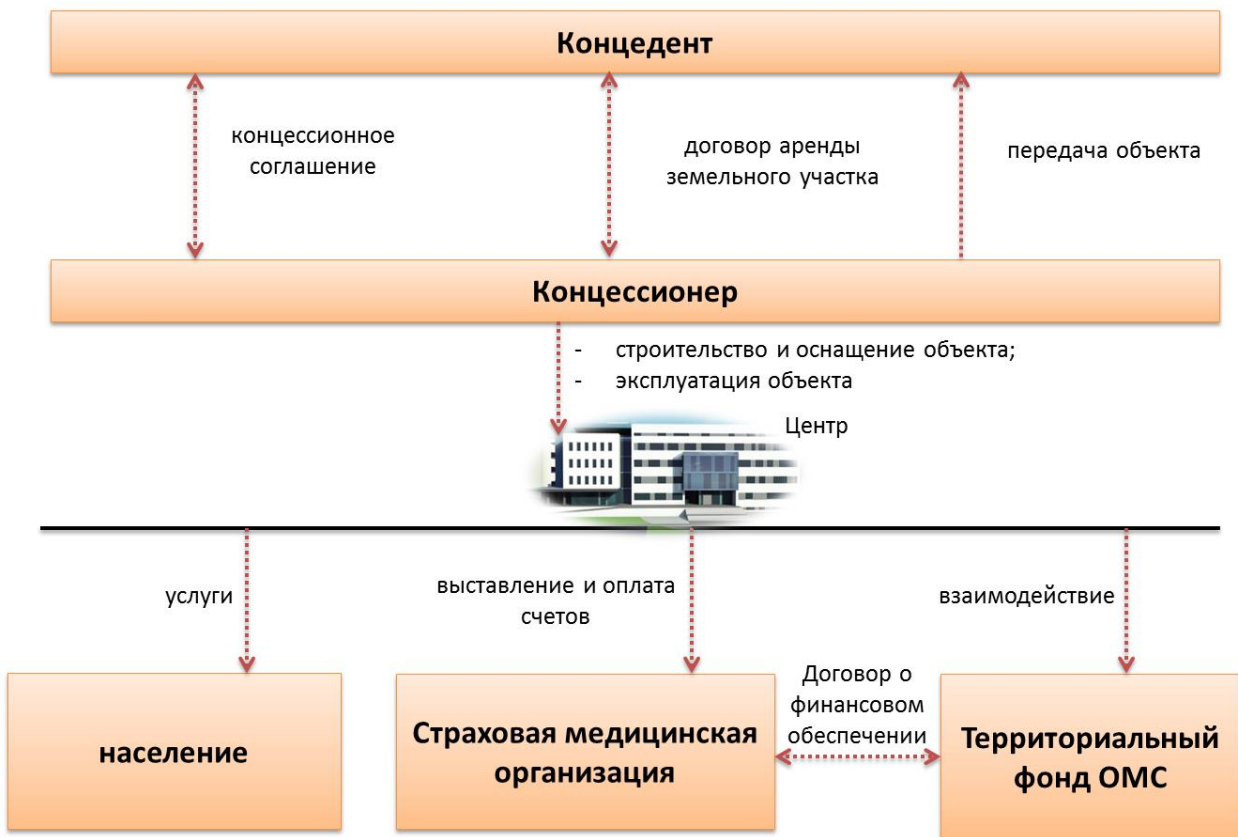 Концедент
концессионное
соглашение
договор аренды
земельного участка
передача объекта
Концессионер
- строительство и оснащение объекта;
- эксплуатация объекта
Центр
услуги
выставление и оплата
счетов
взаимодействие
население
Страховая медицинская
организация
Договор о
финансовом
обеспечении
Территориальный
фонд ОМС